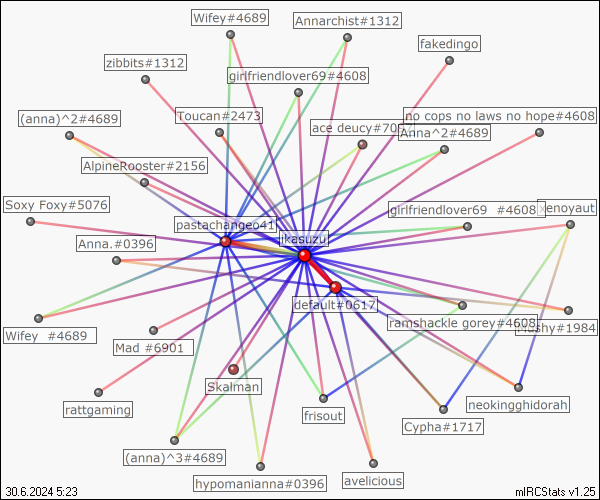 Wifey#4689
Annarchist#1312
fakedingo
zibbits#1312
girlfriendlover69#4608
(anna)^2#4689
Toucan#2473
no cops no laws no hope#4608
ace deucy#70
Anna^2#4689
AlpineRooster#2156
Soxy Foxy#5076
girlfriendlover69  #4608
xenoyaut
pastachangeo41
jkasuzu
Anna.#0396
default#0617
ramshackle gorey#4608
Mushy#1984
Wifey  #4689
Mad #6901
Skalman
rattgaming
frisout
neokingghidorah
Cypha#1717
(anna)^3#4689
hypomanianna#0396
avelicious
30.6.2024 5:23
mIRCStats v1.25